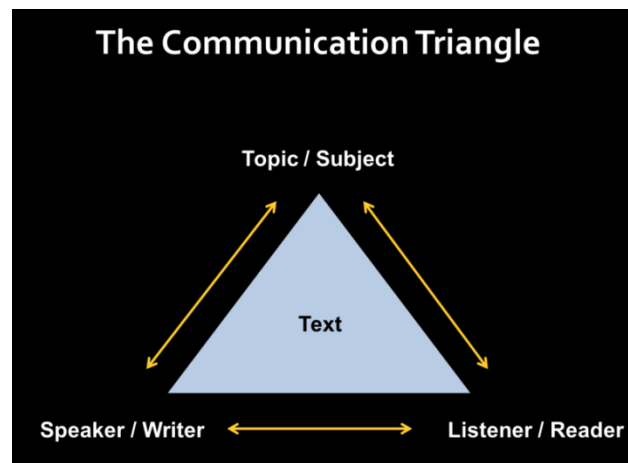 The Communication Triangle
Topic / Subject
Text
Speaker / Writer
Listener / Reader